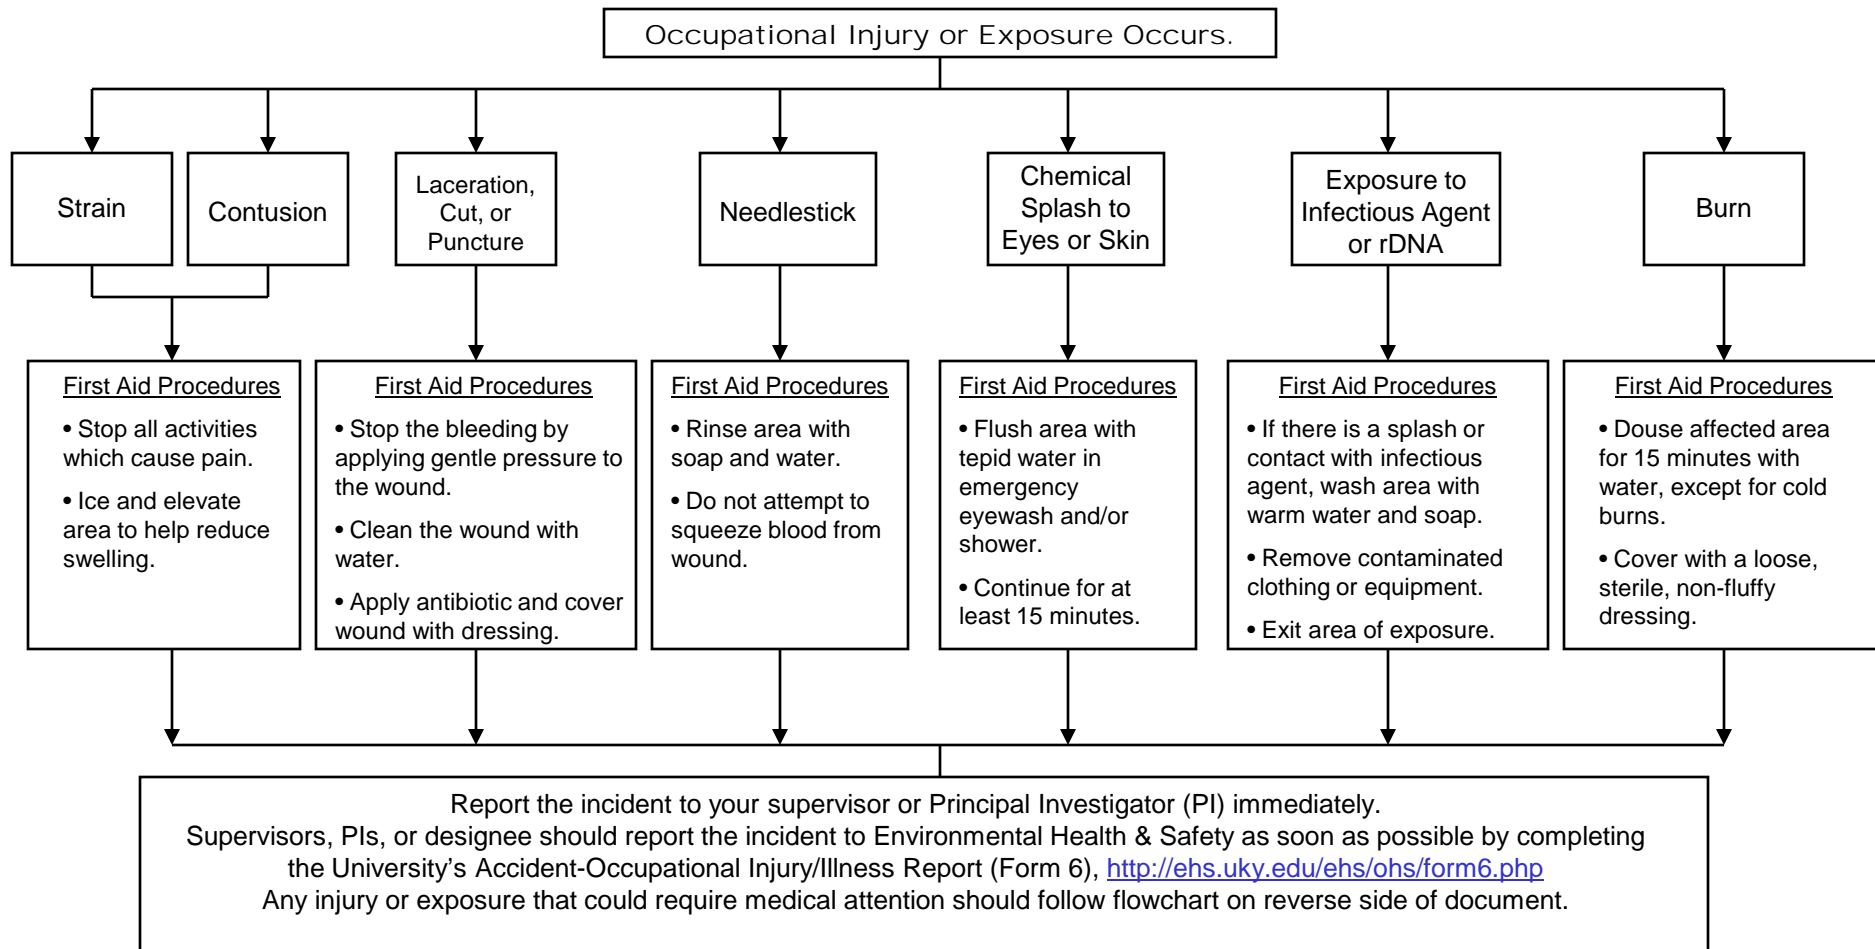 Occupational Injury or Exposure Occurs.
Strain
Contusion
Laceration,
Cut, or
Puncture
Needlestick
Chemical
Splash to
Eyes or Skin
Exposure to
Infectious Agent
or rDNA
Burn
First Aid Procedures
• Stop all activities
which cause pain.
• Ice and elevate
area to help reduce
swelling.
First Aid Procedures
• Stop the bleeding by
applying gentle pressure to
the wound.
• Clean the wound with
water.
• Apply antibiotic and cover
wound with dressing.
First Aid Procedures
• Rinse area with
soap and water.
• Do not attempt to
squeeze blood from
wound.
First Aid Procedures
• Flush area with
tepid water in
emergency
eyewash and/or
shower.
• Continue for at
least 15 minutes.
First Aid Procedures
• If there is a splash or
contact with infectious
agent, wash area with
warm water and soap.
• Remove contaminated
clothing or equipment.
• Exit area of exposure.
First Aid Procedures
• Douse affected area
for 15 minutes with
water, except for cold
burns.
• Cover with a loose,
sterile, non-fluffy
dressing.
Report the incident to your supervisor or Principal Investigator (PI) immediately.
Supervisors, PIs, or designee should report the incident to Environmental Health & Safety as soon as possible by completing
the University's Accident-Occupational Injury/Illness Report (Form 6), http://ehs.uky.edu/ehs/ohs/form6.php
Any injury or exposure that could require medical attention should follow flowchart on reverse side of document.